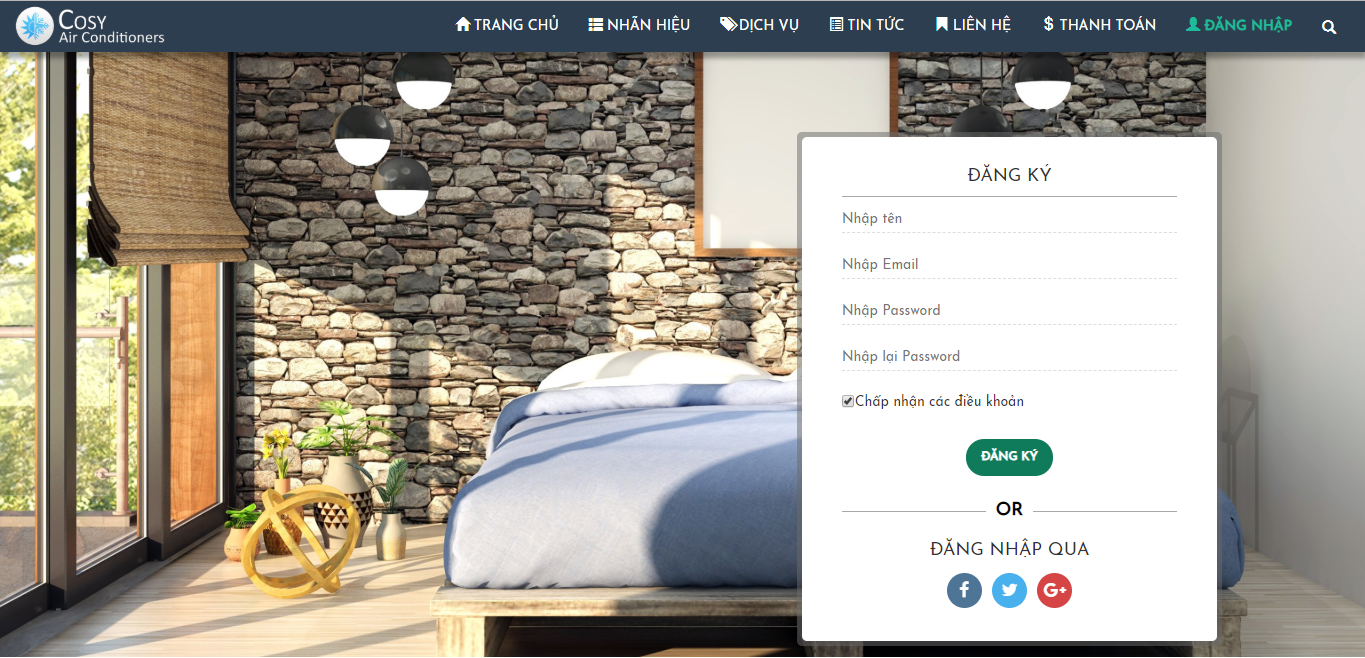 COSY
Air Conditioners
TRANG CHỦ NHÃN HIỆU DỊCH VỤ TIN TỨC LIÊN HỆ $ THANH TOÁN ĐĂNG NHẬP
ĐĂNG KÝ
Nhập tên
Nhập Email
Nhập Password
Nhập lại Password
Chấp nhận các điều khoản
ĐĂNG KÝ
OR
ĐĂNG NHẬP QUA
f G+